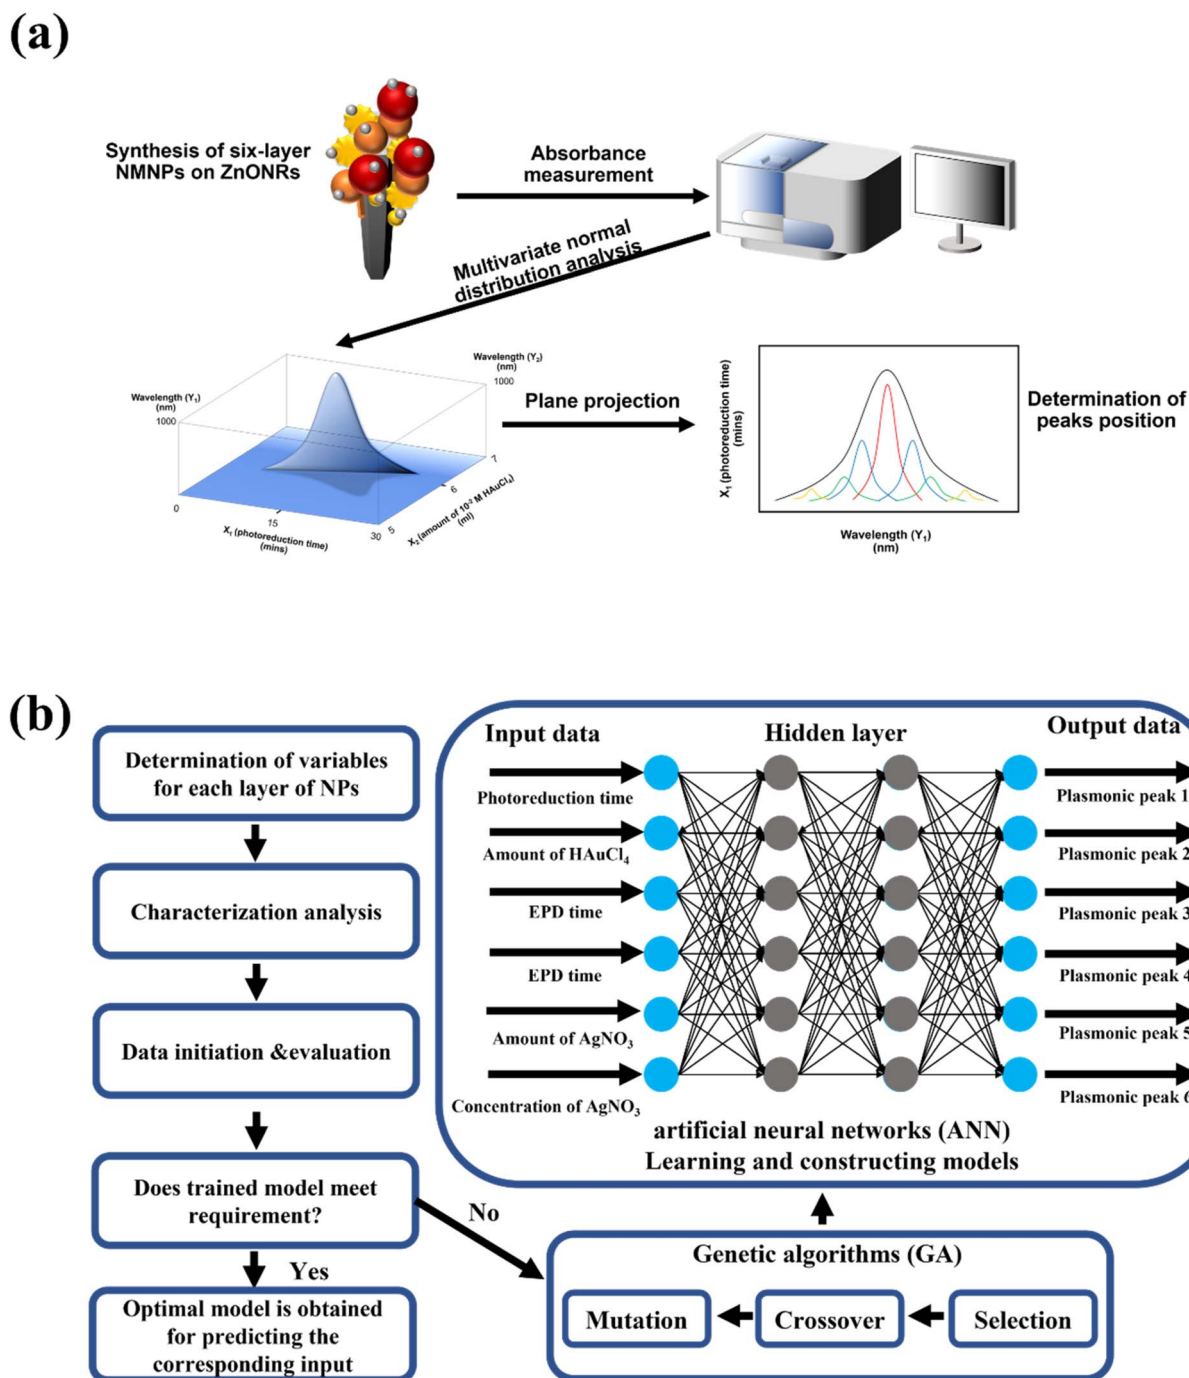 (a)
Synthesis of six-layer
NMNPs on ZnONRs
Absorbance
measurement
Multivariate normal
distribution analysis
Wavelength (Y₁)
(nm)
1000
Wavelength (Y₂)
(nm)
1000
0
15
30
X₁ (photoreduction time)
(mins)
5
6
7
X₂ (amount of 10⁻² M HAuCl₄)
(ml)
Plane projection
X₁ (photoreduction time)
(mins)
Wavelength (Y₁)
(nm)
Determination of
peaks position
(b)
Determination of variables
for each layer of NPs
Characterization analysis
Data initiation &evaluation
Does trained model meet
requirement?
Yes
No
Optimal model is obtained
for predicting the
corresponding input
Input data
Hidden layer
Output data
Photoreduction time
Amount of HAuCl₄
EPD time
EPD time
Amount of AgNO₃
Concentration of AgNO₃
Plasmonic peak 1
Plasmonic peak 2
Plasmonic peak 3
Plasmonic peak 4
Plasmonic peak 5
Plasmonic peak 6
artificial neural networks (ANN)
Learning and constructing models
Genetic algorithms (GA)
Mutation
Crossover
Selection